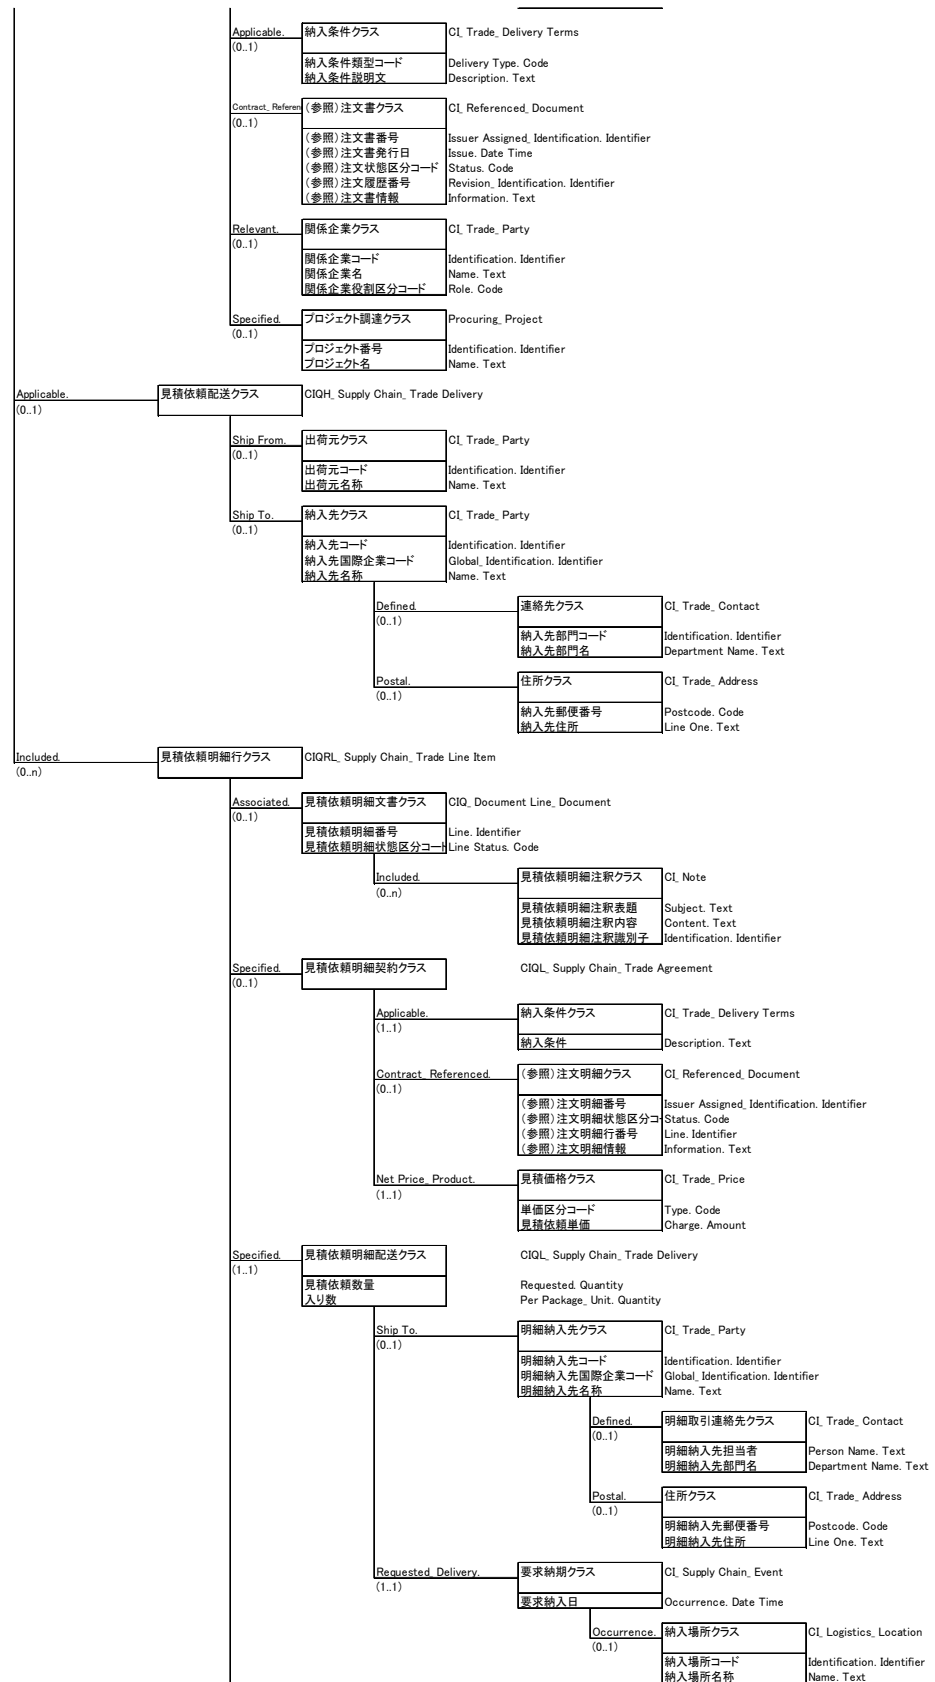 Applicable. 納入条件クラス CI_ Trade_ Delivery Terms
(0..1)
納入条件類型コード Delivery Type. Code
納入条件説明文 Description. Text
Contract_ Referen (参照)注文書クラス CI_ Referenced_ Document
(0..1)
(参照)注文書番号 Issuer Assigned_ Identification. Identifier
(参照)注文書発行日 Issue. Date Time
(参照)注文状態区分コード Status. Code
(参照)注文履歴番号 Revision_ Identification. Identifier
(参照)注文書情報 Information. Text
Relevant. 関係企業クラス CI_ Trade_ Party
(0..1)
関係企業コード Identification. Identifier
関係企業名 Name. Text
関係企業役割区分コード Role. Code
Specified. プロジェクト調達クラス Procuring_ Project
(0..1)
プロジェクト番号 Identification. Identifier
プロジェクト名 Name. Text
Applicable. 見積依頼配送クラス CIQH_ Supply Chain_ Trade Delivery
(0..1)
Ship From. 出荷元クラス CI_ Trade_ Party
(0..1)
出荷元コード Identification. Identifier
出荷元名称 Name. Text
Ship To. 納入先クラス CI_ Trade_ Party
(0..1)
納入先コード Identification. Identifier
納入先国際企業コード Global_ Identification. Identifier
納入先名称 Name. Text
Defined. 連絡先クラス CI_ Trade_ Contact
(0..1)
納入先部門コード Identification. Identifier
納入先部門名 Department Name. Text
Postal. 住所クラス CI_ Trade_ Address
(0..1)
納入先郵便番号 Postcode. Code
納入先住所 Line One. Text
Included. 見積依頼明細行クラス CIQRL_ Supply Chain_ Trade Line Item
(0..n)
Associated. 見積依頼明細文書クラス CIQ_ Document Line_ Document
(0..1)
見積依頼明細番号 Line. Identifier
見積依頼明細状態区分コード Line Status. Code
Included. 見積依頼明細注釈クラス CI_ Note
(0..n)
見積依頼明細注釈表題 Subject. Text
見積依頼明細注釈内容 Content. Text
見積依頼明細注釈識別子 Identification. Identifier
Specified. 見積依頼明細契約クラス CIQL_ Supply Chain_ Trade Agreement
(0..1)
Applicable. 納入条件クラス CI_ Trade_ Delivery Terms
(1..1)
納入条件 Description. Text
Contract_ Referenced. (参照)注文明細クラス CI_ Referenced_ Document
(0..1)
(参照)注文明細番号 Issuer Assigned_ Identification. Identifier
(参照)注文明細状態区分コ Status. Code
(参照)注文明細行番号 Line. Identifier
(参照)注文明細情報 Information. Text
Net Price_ Product. 見積価格クラス CI_ Trade_ Price
(1..1)
単価区分コード Type. Code
見積依頼単価 Charge. Amount
Specified. 見積依頼明細配送クラス CIQL_ Supply Chain_ Trade Delivery
(1..1)
見積依頼数量 Requested. Quantity
入り数 Per Package_ Unit. Quantity
Ship To. 明細納入先クラス CI_ Trade_ Party
(0..1)
明細納入先コード Identification. Identifier
明細納入先国際企業コード Global_ Identification. Identifier
明細納入先名称 Name. Text
Defined. 明細取引連絡先クラス CI_ Trade_ Contact
(0..1)
明細納入先担当者 Person Name. Text
明細納入先部門名 Department Name. Text
Postal. 住所クラス CI_ Trade_ Address
(0..1)
明細納入先郵便番号 Postcode. Code
明細納入先住所 Line One. Text
Requested_ Delivery. 要求納期クラス CI_ Supply Chain_ Event
(1..1)
要求納入日 Occurrence. Date Time
Occurrence. 納入場所クラス CI_ Logistics_ Location
(0..1)
納入場所コード Identification. Identifier
納入場所名称 Name. Text